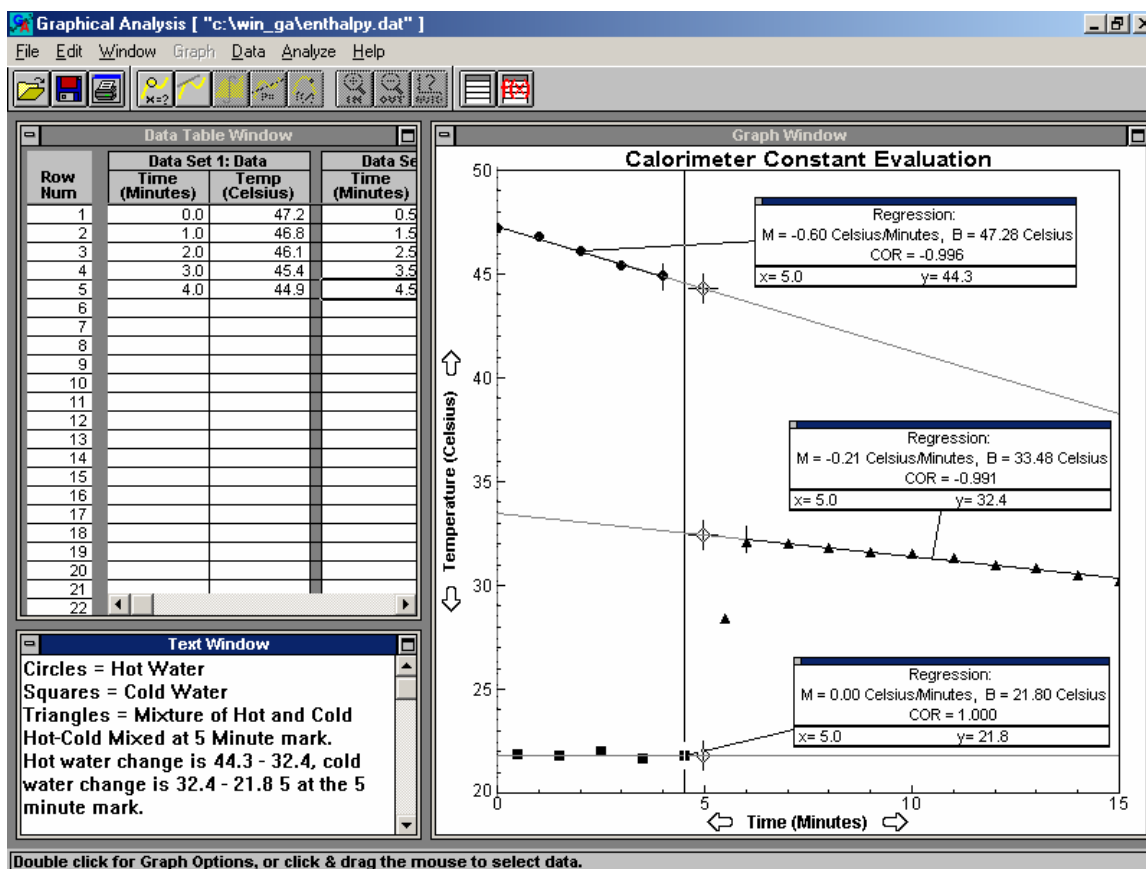 Graphical Analysis [ "c:\win_ga\enthalpy.dat" ]
File Edit Window Graph Data Analyze Help
X=?
IN OUT
Data Table Window
Data Set 1: Data Data Se
Row Num Time (Minutes) Temp (Celsius) Time (Minutes)
1 0.0 47.2 0.5
2 1.0 46.8 1.5
3 2.0 46.1 2.5
4 3.0 45.4 3.5
5 4.0 44.9 4.5
6
7
8
9
10
11
12
13
14
15
16
17
18
19
20
21
22
Text Window
Circles = Hot Water
Squares = Cold Water
Triangles = Mixture of Hot and Cold
Hot-Cold Mixed at 5 Minute mark.
Hot water change is 44.3 - 32.4, cold
water change is 32.4 - 21.8 5 at the 5
minute mark.
Graph Window
Calorimeter Constant Evaluation
50
45
40
35
30
25
20
Temperature (Celsius)
Regression:
M = -0.60 Celsius/Minutes, B = 47.28 Celsius
COR = -0.996
x= 5.0 y= 44.3
Regression:
M = -0.21 Celsius/Minutes, B = 33.48 Celsius
COR = -0.991
x= 5.0 y= 32.4
Regression:
M = 0.00 Celsius/Minutes, B = 21.80 Celsius
COR = 1.000
x= 5.0 y= 21.8
0 5 10 15
Time (Minutes)
Double click for Graph Options, or click & drag the mouse to select data.